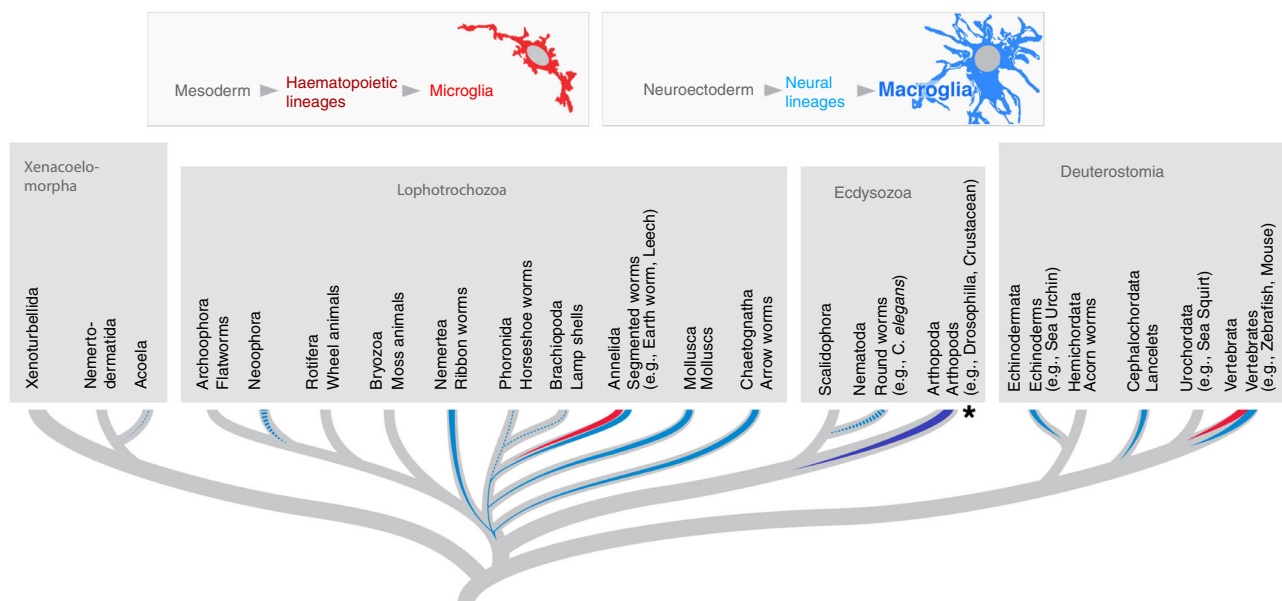 Mesoderm
Haematopoietic
lineages
Microglia
Neuroectoderm
Neural
lineages
Macroglia
Xenacoelo-
morpha
Lophotrochozoa
Ecdysozoa
Deuterostomia
Xenoturbellida
Nemerto-
dermatida
Acoela
Archoophora
Flatworms
Neophora
Rotifera
Wheel animals
Bryozoa
Moss animals
Nemertea
Ribbon worms
Phoronida
Horseshoe worms
Brachiopoda
Lamp shells
Annelida
Segmented worms
(e.g., Earth worm, Leech)
Mollusca
Molluscs
Chaetognatha
Arrow worms
Scalidophora
Nematoda
Round worms
(e.g., C. elegans)
Arthopoda
Arthopods
(e.g., Drosophilla, Crustacean)
*
Echinodermata
Echinoderms
(e.g., Sea Urchin)
Hemichordata
Acorn worms
Cephalochordata
Lancelets
Urochordata
(e.g., Sea Squirt)
Vertebrata
Vertebrates
(e.g., Zebrafish, Mouse)